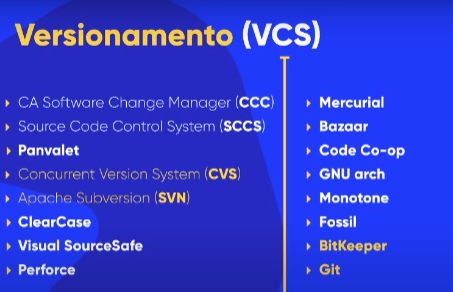 Versionamento (VCS)
CA Software Change Manager (CCC)
Source Code Control System (SCCS)
Panvalet
Concurrent Version System (CVS)
Apache Subversion (SVN)
ClearCase
Visual SourceSafe
Perforce
Mercurial
Bazaar
Code Co-op
GNU arch
Monotone
Fossil
BitKeeper
Git